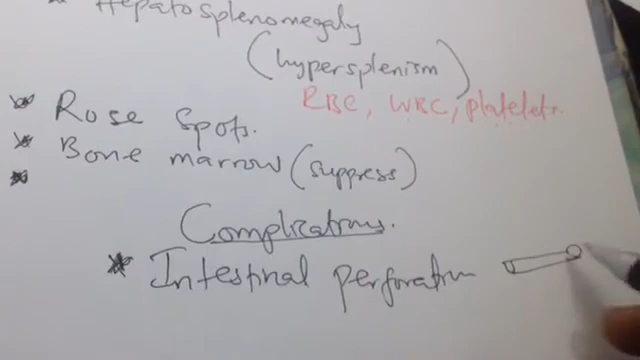 * Hepatosplenomegaly
(hypersplenism)
RBC, WBC, platelets.
* Rose spots.
* Bone marrow (suppress)
*
Complications.
* Intestinal perforation